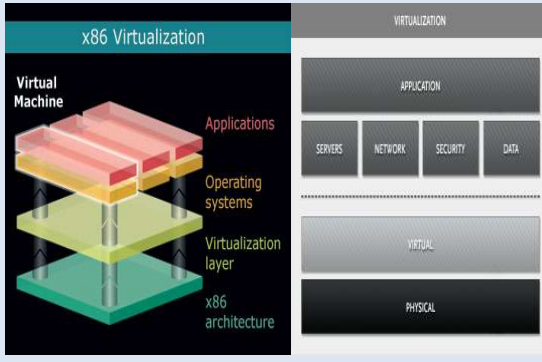 x86 Virtualization
Virtual
Machine
Applications
Operating
systems
Virtualization
layer
x86
architecture
VIRTUALIZATION
APPLICATION
SERVERS
NETWORK
SECURITY
DATA
VIRTUAL
PHYSICAL